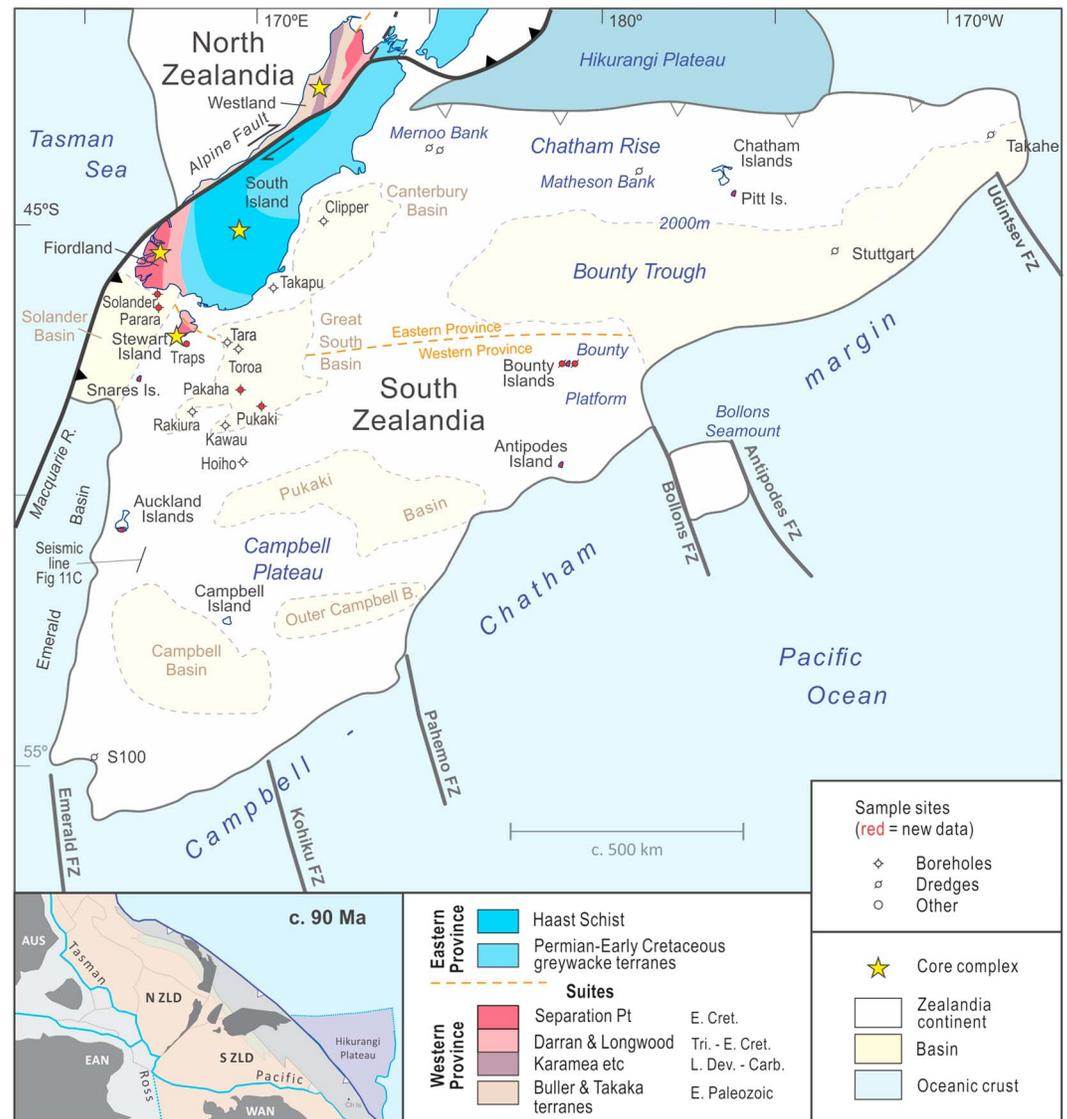 170ºE
180º
170ºW
North
Zealandia
Hikurangi Plateau
Westland
Tasman
Sea
Alpine Fault
Mernoo Bank
Chatham Rise
Chatham
Islands
Takahe
Matheson Bank
Pitt Is.
South
Island
Canterbury
Basin
Clipper
45ºS
2000m
Udintsev FZ
Fiordland
Stuttgart
Bounty Trough
Takapu
Solander
Parara
Solander
Basin
Stewart
Island
Traps
Tara
Toroa
Great
South
Basin
Eastern Province
Western Province
Bounty
Platform
Bounty
Islands
margin
Snares Is.
Pakaha
Pukaki
Rakiura
Kawau
Hoiho
South
Zealandia
Bollons
Seamount
Antipodes
Island
Bollons FZ
Antipodes FZ
Macquarie R.
Basin
Emerald
Pukaki
Basin
Auckland
Islands
Seismic
line
Fig 11C
Campbell
Plateau
Campbell
Island
Outer Campbell B.
Chatham
Campbell
Basin
Pacific
Ocean
Pahemo FZ
55º
S100
-
Campbell
Emerald FZ
Kohiku FZ
c. 500 km
Sample sites
(red = new data)
Boreholes
Dredges
Other
Core complex
Zealandia
continent
Basin
Oceanic crust
c. 90 Ma
AUS
Tasman
N ZLD
EAN
S ZLD
Hikurangi
Plateau
Ross
Pacific
Ch Is
WAN
Eastern
Province
Haast Schist
Permian-Early Cretaceous
greywacke terranes
Suites
Western
Province
Separation Pt E. Cret.
Darran & Longwood Tri. - E. Cret.
Karamea etc L. Dev. - Carb.
Buller & Takaka
terranes E. Paleozoic